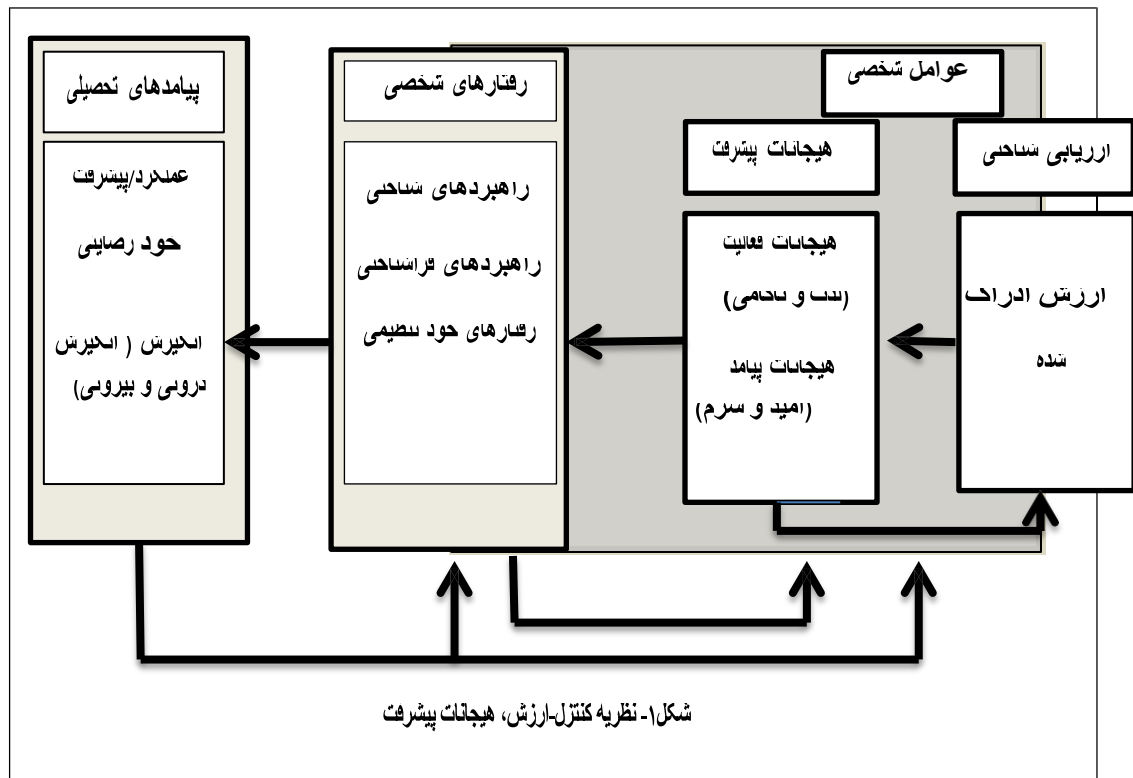 عوامل شخصی
ارزیابی شناختی
ارزش ادراک
شده
هیجانات پیشرفت
هیجانات فعالیت
(لذت و ناکامی)
هیجانات پیامد
(امید و شرم)
رفتارهای شخصی
راهبردهای شناختی
راهبردهای فراشناختی
رفتارهای خود تنظیمی
پیامدهای تحصیلی
عملکرد/پیشرفت
خود رضایتی
انگیزش ( انگیزش
درونی و بیرونی)
شکل۱- نظریه کنترل-ارزش، هیجانات پیشرفت